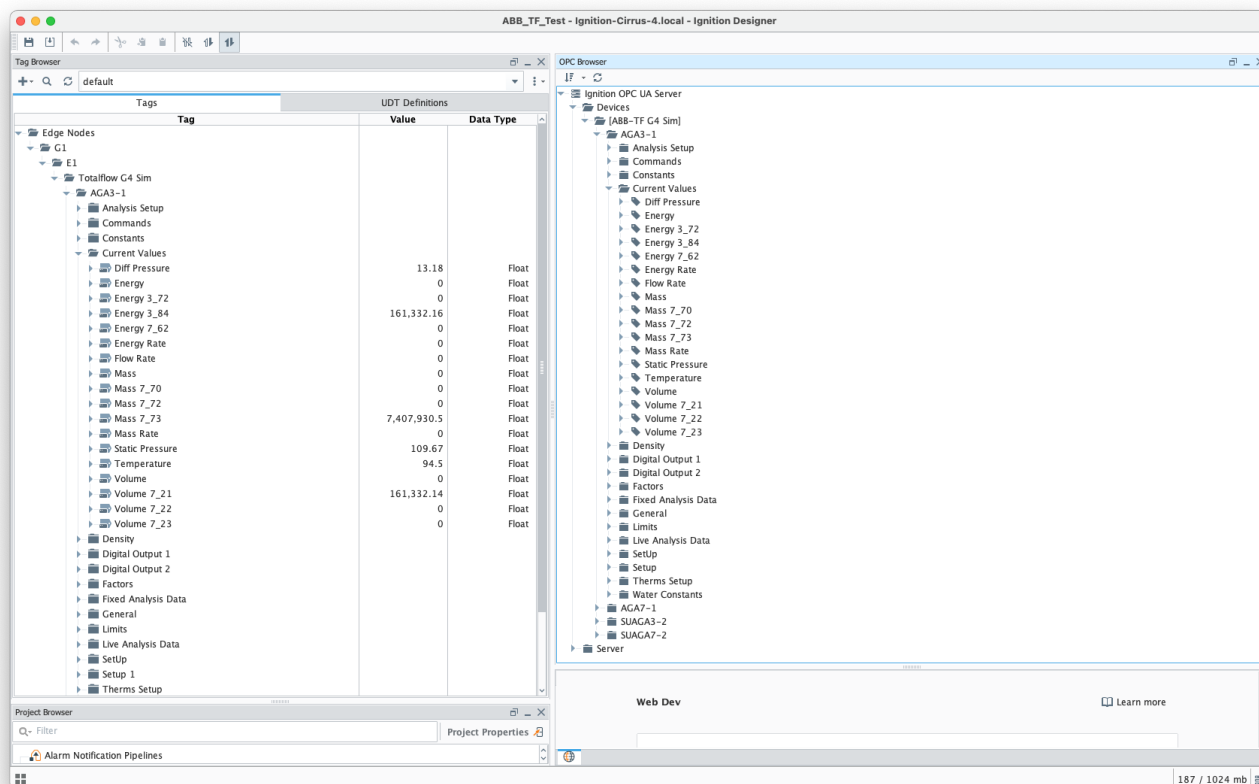 ABB_TF_Test - Ignition-Cirrus-4.local - Ignition Designer
Tag Browser
default
Tags UDT Definitions
Tag Value Data Type
Edge Nodes
G1
E1
Totalflow G4 Sim
AGA3-1
Analysis Setup
Commands
Constants
Current Values
Diff Pressure 13.18 Float
Energy 0 Float
Energy 3_72 0 Float
Energy 3_84 161,332.16 Float
Energy 7_62 0 Float
Energy Rate 0 Float
Flow Rate 0 Float
Mass 0 Float
Mass 7_70 0 Float
Mass 7_72 0 Float
Mass 7_73 7,407,930.5 Float
Mass Rate 0 Float
Static Pressure 109.67 Float
Temperature 94.5 Float
Volume 0 Float
Volume 7_21 161,332.14 Float
Volume 7_22 0 Float
Volume 7_23 0 Float
Density
Digital Output 1
Digital Output 2
Factors
Fixed Analysis Data
General
Limits
Live Analysis Data
SetUp
Setup 1
Therms Setup
Project Browser
Filter
Project Properties
Alarm Notification Pipelines
OPC Browser
Ignition OPC UA Server
Devices
[ABB-TF G4 Sim]
AGA3-1
Analysis Setup
Commands
Constants
Current Values
Diff Pressure
Energy
Energy 3_72
Energy 3_84
Energy 7_62
Energy Rate
Flow Rate
Mass
Mass 7_70
Mass 7_72
Mass 7_73
Mass Rate
Static Pressure
Temperature
Volume
Volume 7_21
Volume 7_22
Volume 7_23
Density
Digital Output 1
Digital Output 2
Factors
Fixed Analysis Data
General
Limits
Live Analysis Data
SetUp
Setup
Therms Setup
Water Constants
AGA7-1
SUAGA3-2
SUAGA7-2
Server
Web Dev
Learn more
187 / 1024 mb